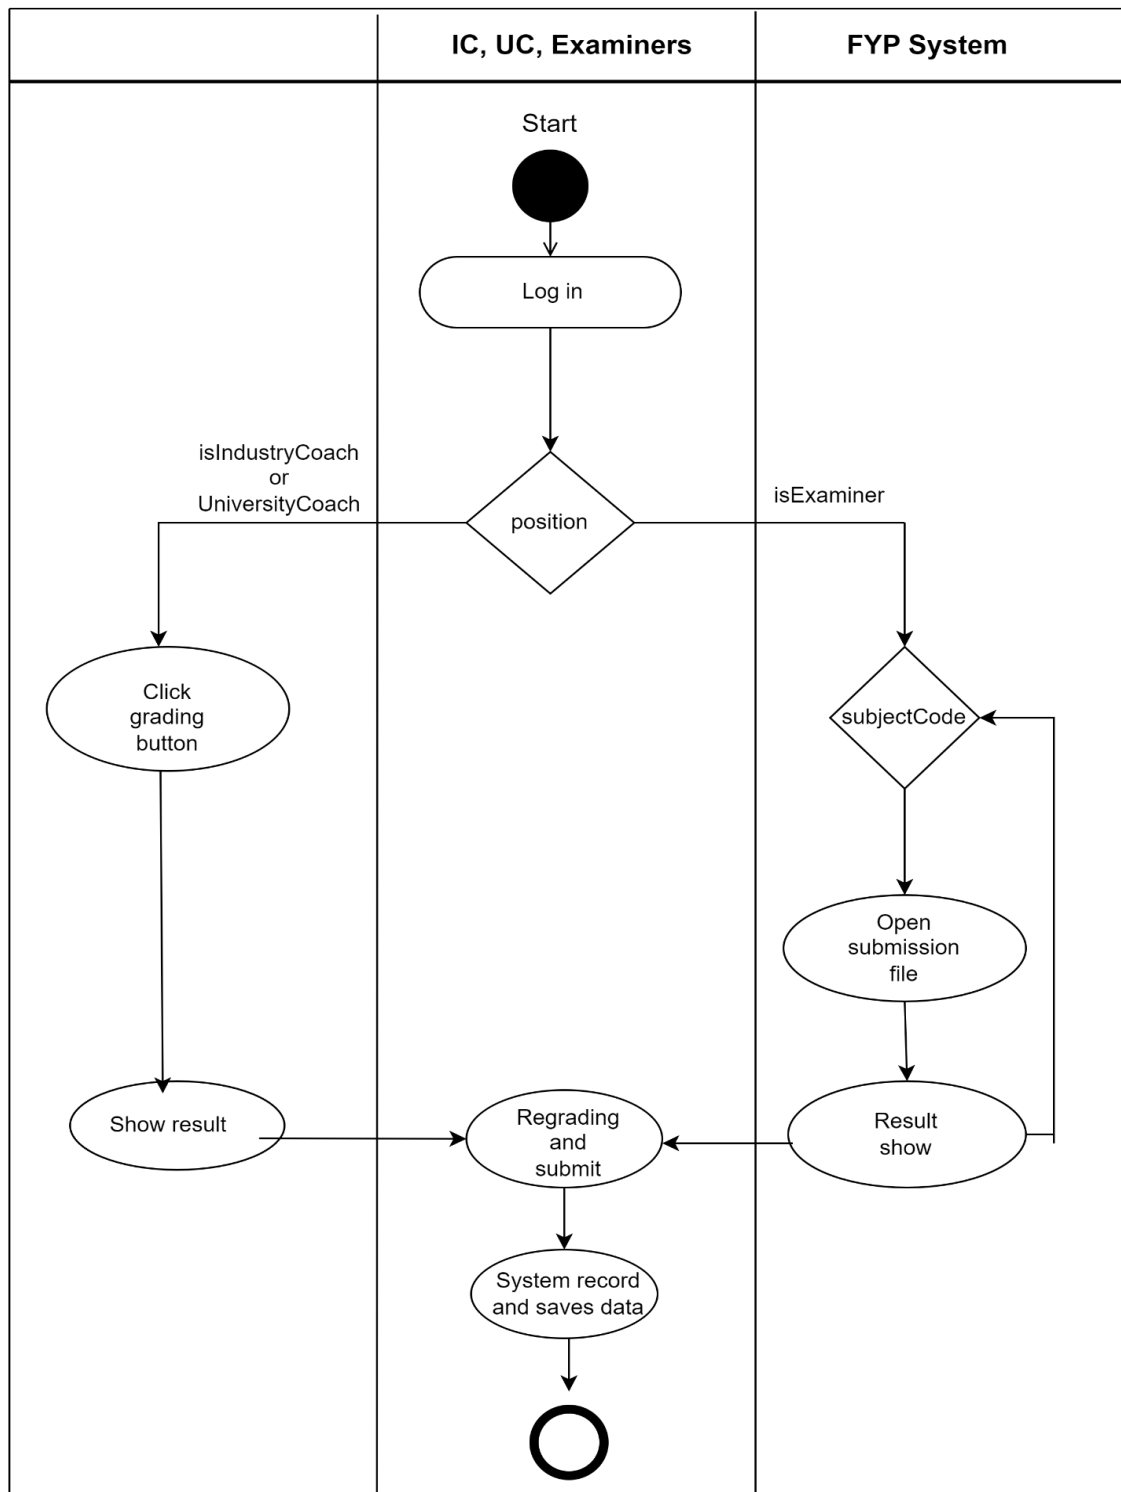 IC, UC, Examiners
FYP System
Start
Log in
isIndustryCoach
or
UniversityCoach
position
isExaminer
Click
grading
button
subjectCode
Open
submission
file
Show result
Regrading
and
submit
Result
show
System record
and saves data